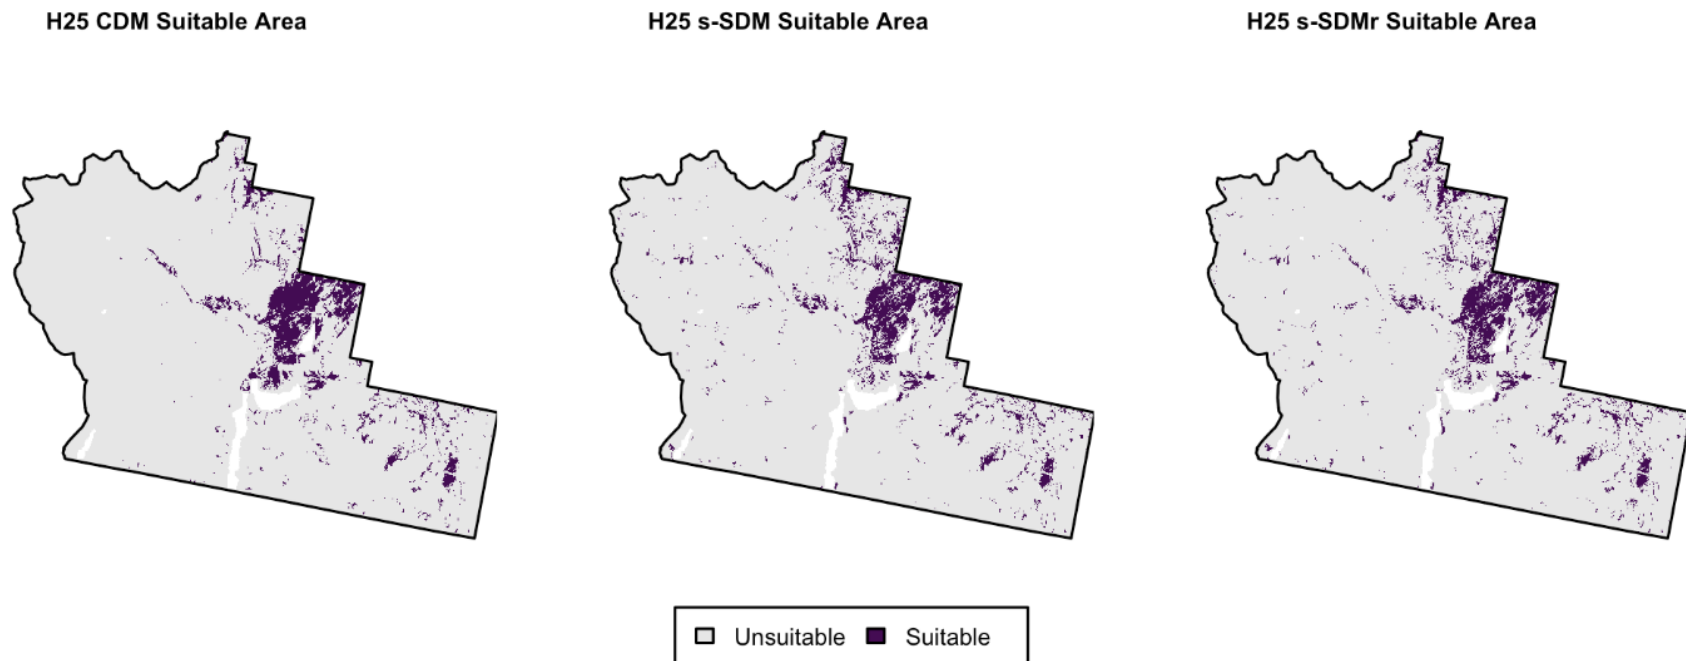 H25 CDM Suitable Area
H25 s-SDM Suitable Area
H25 s-SDMr Suitable Area
Unsuitable
Suitable